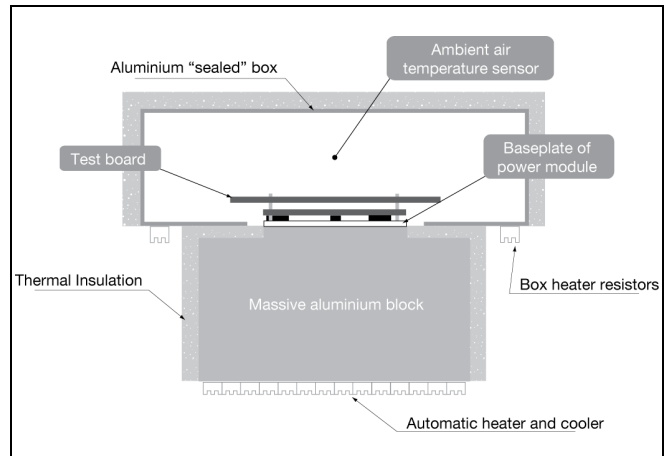 Ambient air
temperature sensor
Aluminium “sealed” box
Test board
Baseplate of
power module
Thermal Insulation
Massive aluminium block
Box heater resistors
Automatic heater and cooler